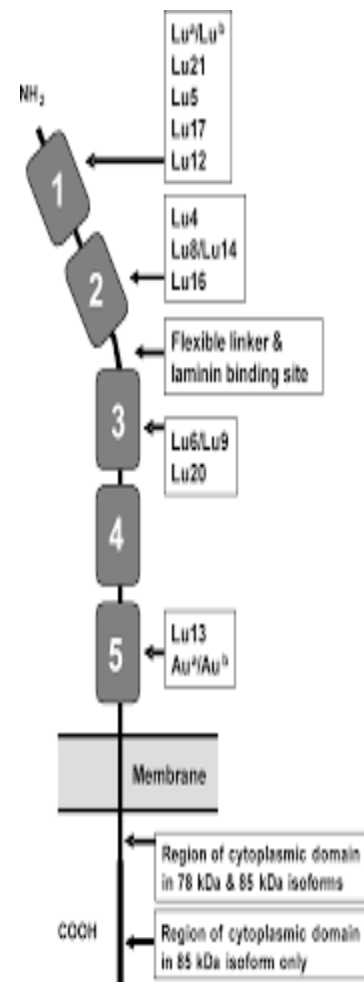 Luᵃ/Luᵇ
Lu21
Lu5
Lu17
Lu12
NH₂
1
Lu4
Lu8/Lu14
Lu16
2
Flexible linker &
laminin binding site
3
Lu6/Lu9
Lu20
4
5
Lu13
Auᵃ/Auᵇ
Membrane
Region of cytoplasmic domain
in 78 kDa & 85 kDa isoforms
COOH
Region of cytoplasmic domain
in 85 kDa isoform only